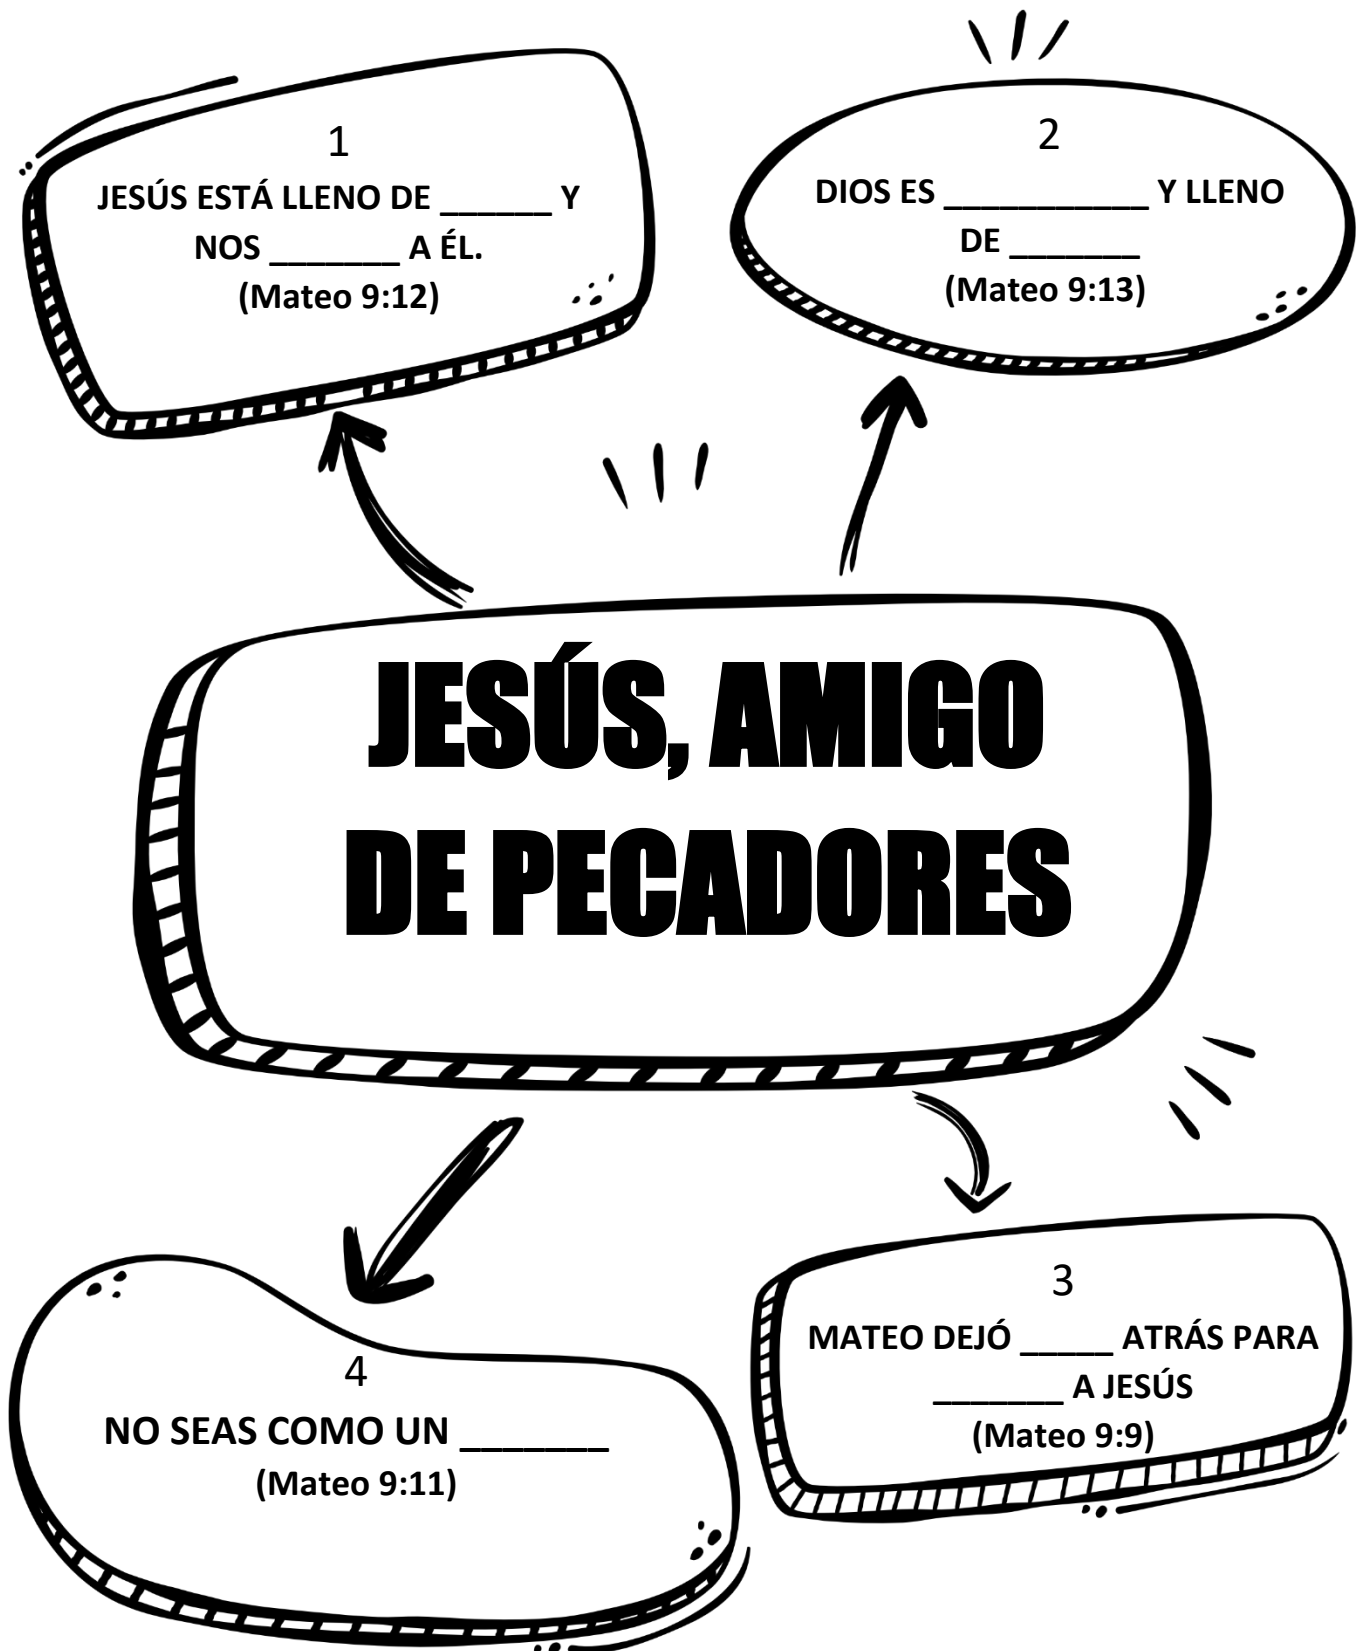 1
JESÚS ESTÁ LLENO DE ______ Y
NOS _______ A ÉL.
(Mateo 9:12)
2
DIOS ES ___________ Y LLENO
DE _______
(Mateo 9:13)
JESÚS, AMIGO
DE PECADORES
3
MATEO DEJÓ _____ ATRÁS PARA
_______ A JESÚS
(Mateo 9:9)
4
NO SEAS COMO UN _______
(Mateo 9:11)